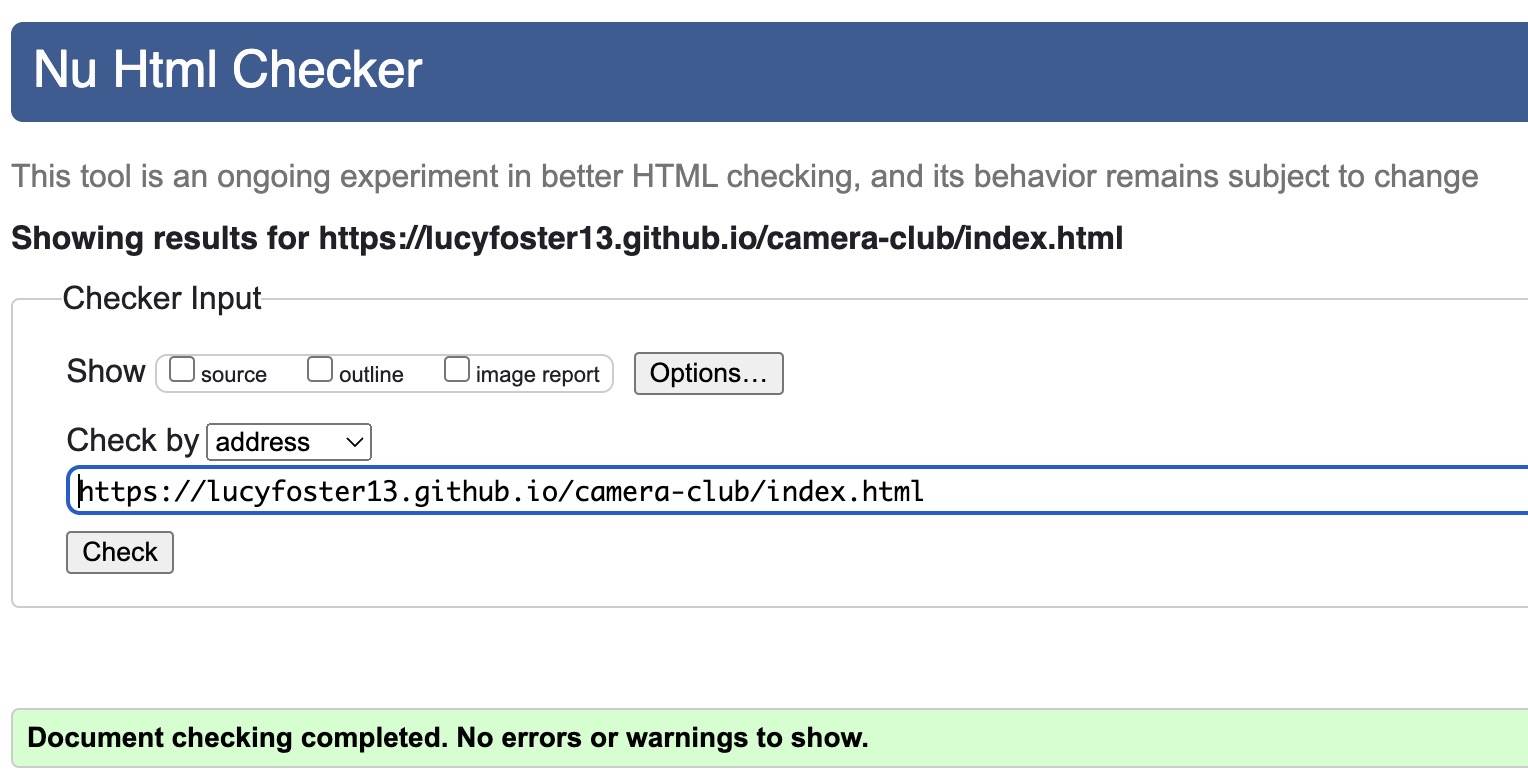 Nu Html Checker
This tool is an ongoing experiment in better HTML checking, and its behavior remains subject to change
Showing results for https://lucyfoster13.github.io/camera-club/index.html
Checker Input
Show source outline image report Options…
Check by address
https://lucyfoster13.github.io/camera-club/index.html
Check
Document checking completed. No errors or warnings to show.